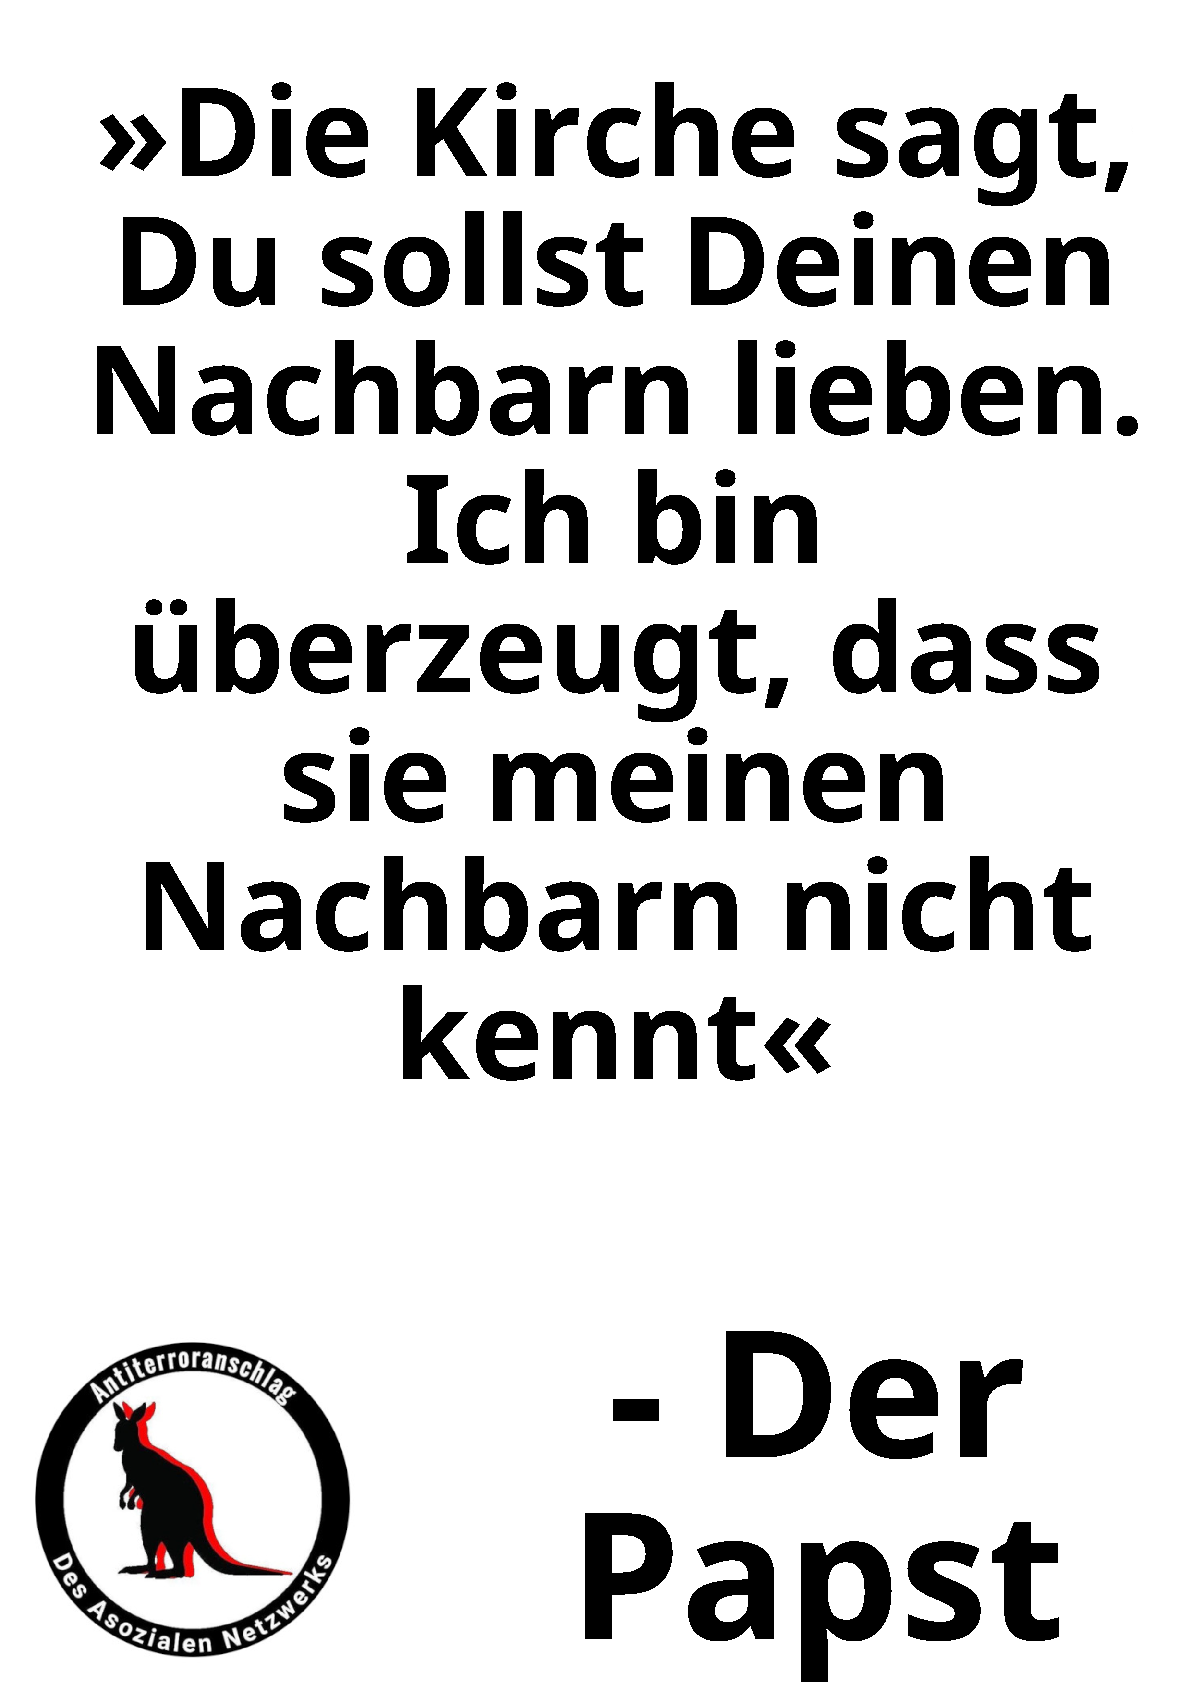 »Die Kirche sagt,
Du sollst Deinen
Nachbarn lieben.
Ich bin
überzeugt, dass
sie meinen
Nachbarn nicht
kennt«
- Der
Papst
Antiterroranschlag
Des Asozialen Netzwerks